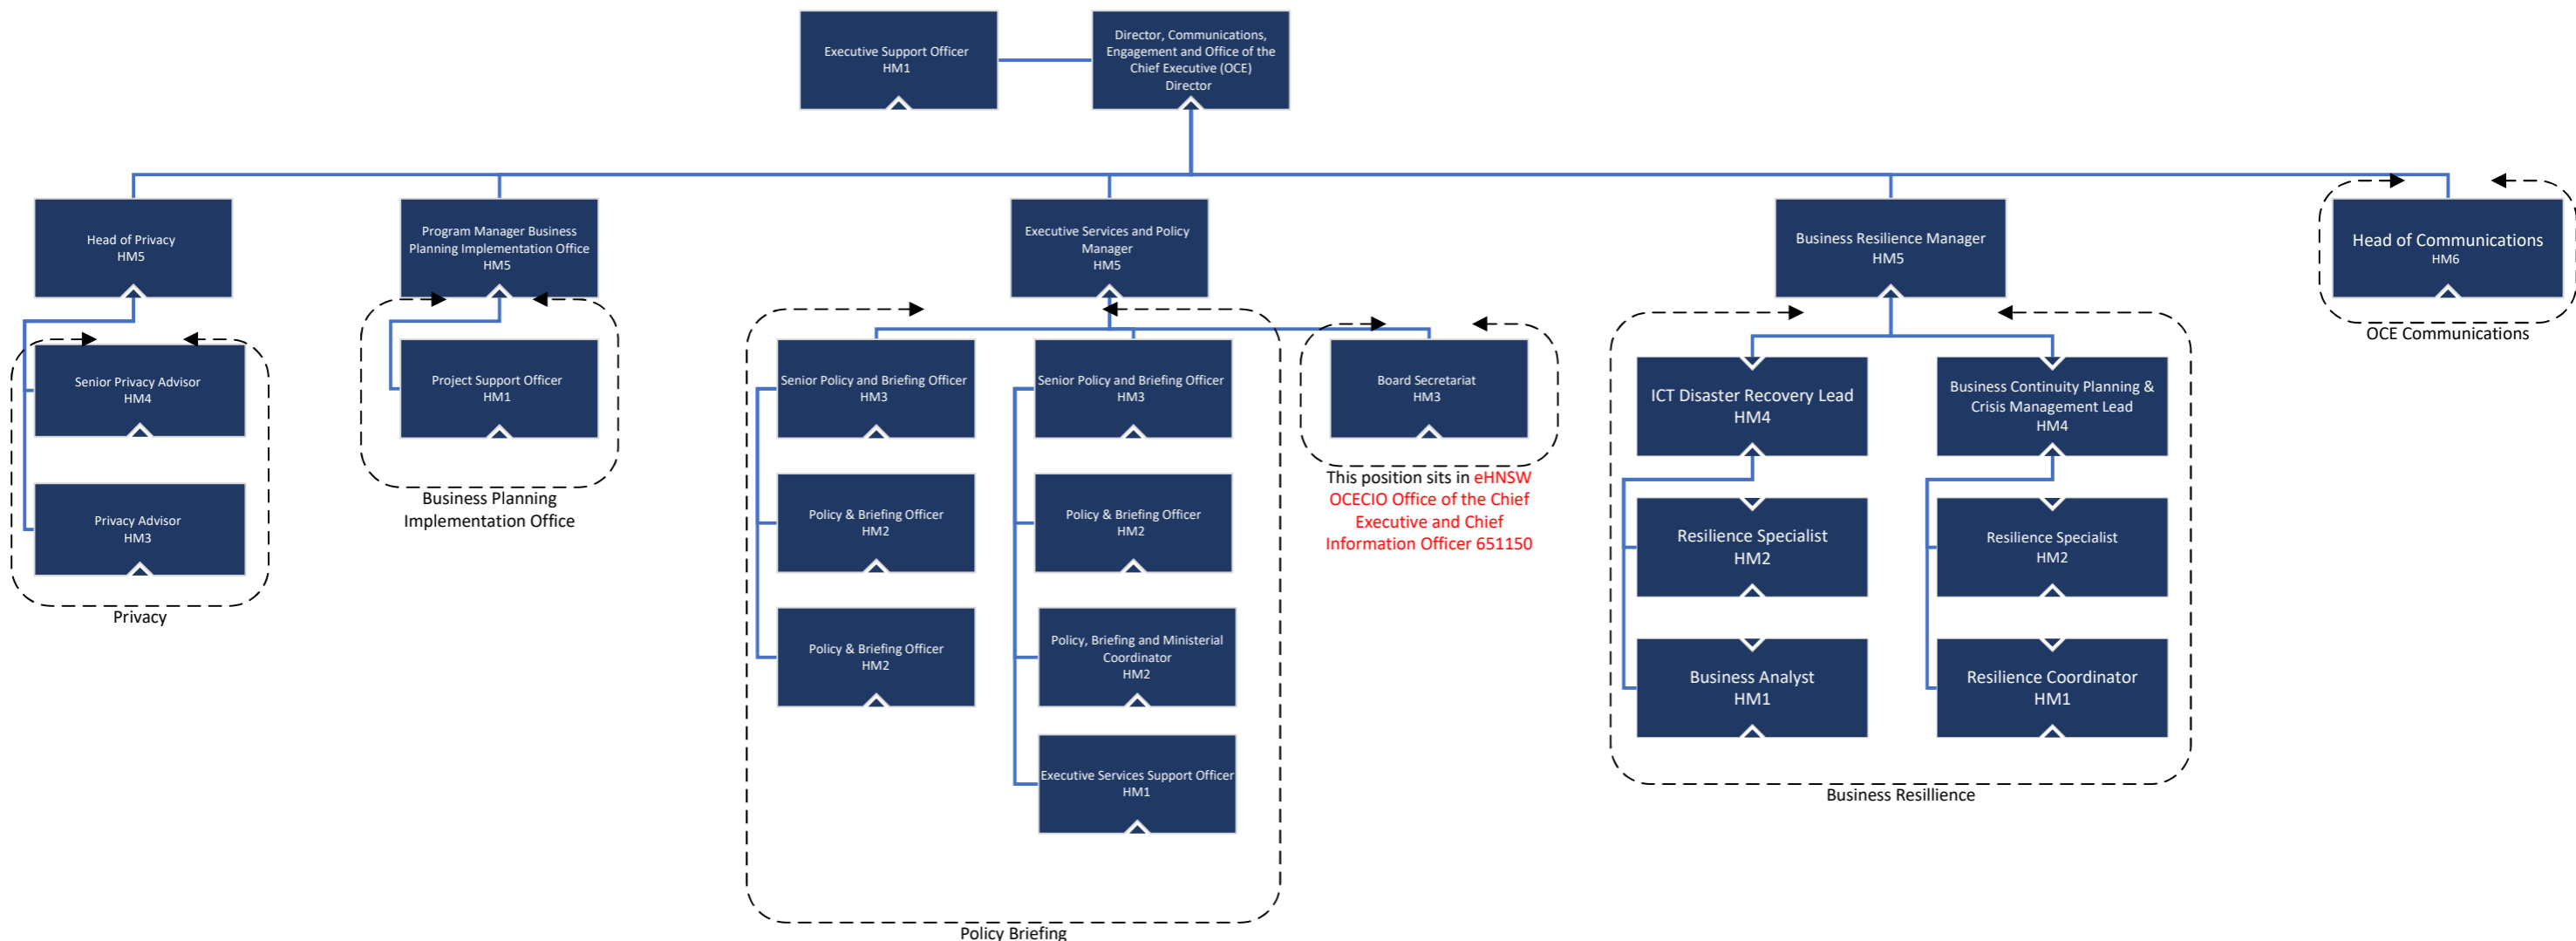 Executive Support Officer
HM1
Director, Communications,
Engagement and Office of the
Chief Executive (OCE)
Director
Head of Privacy
HM5
Program Manager Business
Planning Implementation Office
HM5
Executive Services and Policy
Manager
HM5
Business Resilience Manager
HM5
Head of Communications
HM6
OCE Communications
Senior Privacy Advisor
HM4
Privacy Advisor
HM3
Privacy
Project Support Officer
HM1
Business Planning
Implementation Office
Senior Policy and Briefing Officer
HM3
Policy & Briefing Officer
HM2
Policy & Briefing Officer
HM2
Senior Policy and Briefing Officer
HM3
Policy & Briefing Officer
HM2
Policy, Briefing and Ministerial
Coordinator
HM2
Executive Services Support Officer
HM1
Policy Briefing
Board Secretariat
HM3
This position sits in eHNSW
OCECIO Office of the Chief
Executive and Chief
Information Officer 651150
ICT Disaster Recovery Lead
HM4
Resilience Specialist
HM2
Business Analyst
HM1
Business Continuity Planning &
Crisis Management Lead
HM4
Resilience Specialist
HM2
Resilience Coordinator
HM1
Business Resillience